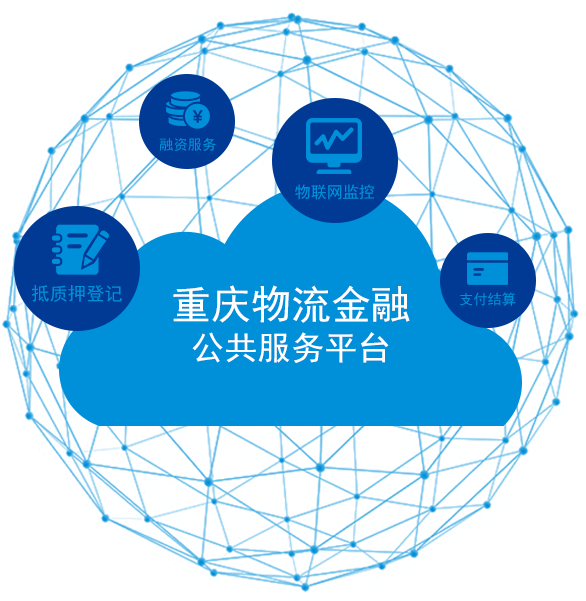 ¥
融资服务
物联网监控
抵质押登记
支付结算
重庆物流金融
公共服务平台